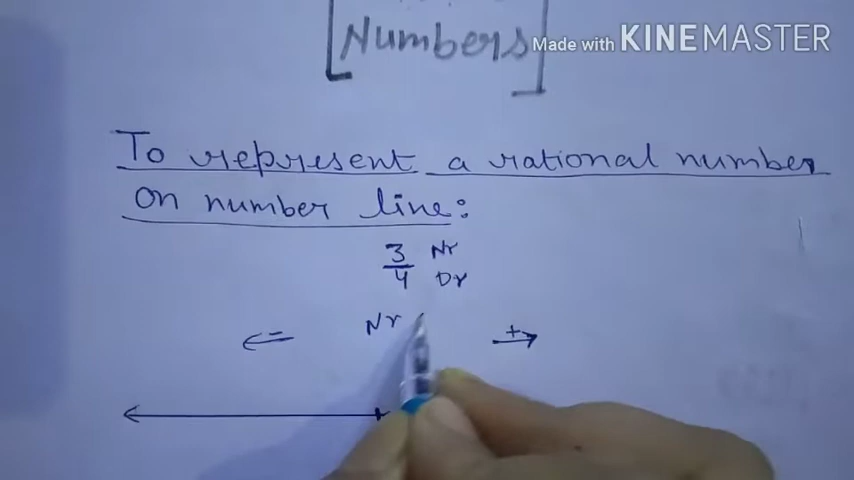 Numbers
Made with KINEMASTER
To represent a rational number
on number line:
3 Nr
4 Dr
Nr
- +